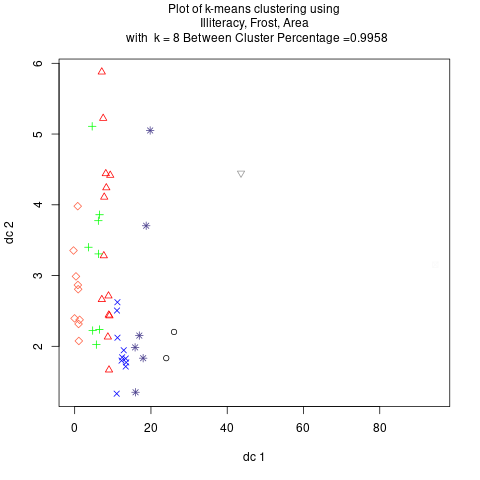 Plot of k-means clustering using
Illiteracy, Frost, Area
with k = 8 Between Cluster Percentage =0.9958
6
5
4
3
2
dc 2
0 20 40 60 80
dc 1